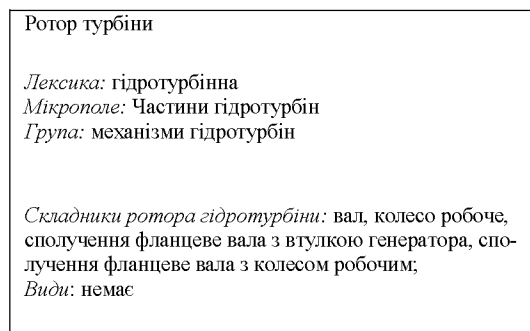 Ротор турбіни
Лексика: гідротурбінна
Мікрополе: Частини гідротурбін
Група: механізми гідротурбін
Складники ротора гідротурбіни: вал, колесо робоче,
сполучення фланцеве вала з втулкою генератора, спо-
лучення фланцеве вала з колесом робочим;
Види: немає